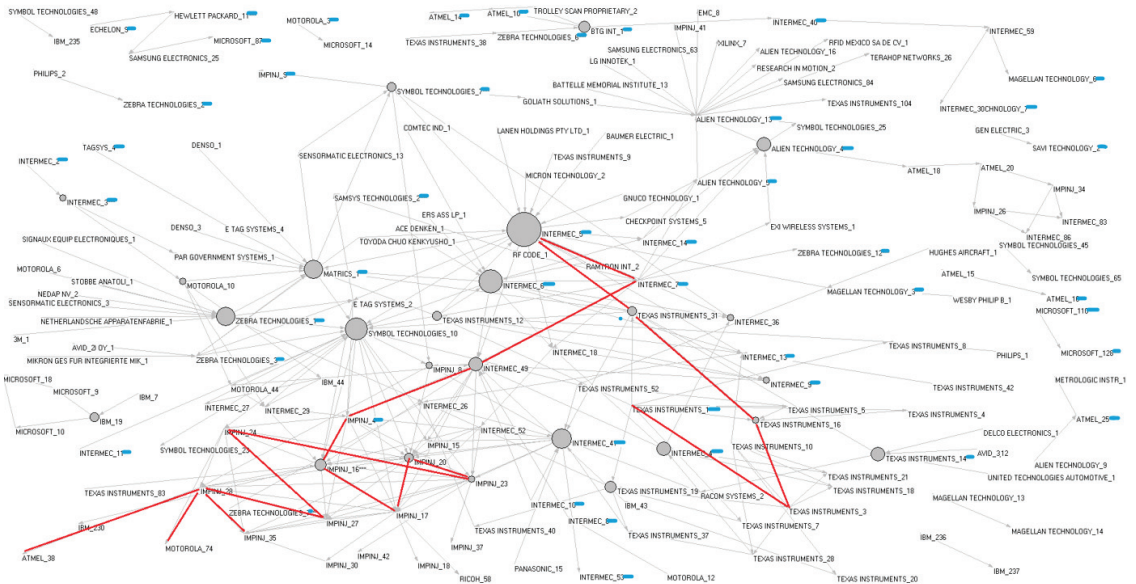 SYMBOL TECHNOLOGIES_48
IBM_235
ECHELON_9
HEWLETT PACKARD_11
MICROSOFT_87
SAMSUNG ELECTRONICS_25
MOTOROLA_3
MICROSOFT_14
ATMEL_14
ATMEL_10
TROLLEY SCAN PROPRIETARY_2
TEXAS INSTRUMENTS_38
ZEBRA TECHNOLOGIES_6
BTG INT_1
EMC_8
IMPINJ_41
INTERMEC_40
INTERMEC_59
SAMSUNG ELECTRONICS_63
XILINX_7
RFID MEXICO SA DE CV_1
ALIEN TECHNOLOGY_16
TERAHOP NETWORKS_26
LG INNOTEK_1
RESEARCH IN MOTION_2
PHILIPS_2
IMPINJ_9
SYMBOL TECHNOLOGIES_7
BATTELLE MEMORIAL INSTITUTE_13
SAMSUNG ELECTRONICS_84
MAGELLAN TECHNOLOGY_6
ZEBRA TECHNOLOGIES_2
GOLIATH SOLUTIONS_1
TEXAS INSTRUMENTS_104
INTERMEC_30CHNOLOGY_7
ALIEN TECHNOLOGY_13
SYMBOL TECHNOLOGIES_25
COMTEC IND_1
LANEN HOLDINGS PTY LTD_1
BAUMER ELECTRIC_1
GEN ELECTRIC_3
TAGSYS_4
DENSO_1
SENSORMATIC ELECTRONICS_13
TEXAS INSTRUMENTS_9
ALIEN TECHNOLOGY_4
SAVI TECHNOLOGY_2
INTERMEC_2
MICRON TECHNOLOGY_2
ALIEN TECHNOLOGY_5
ATMEL_18
ATMEL_20
IMPINJ_34
INTERMEC_3
SAMSYS TECHNOLOGIES_2
GNUCO TECHNOLOGY_1
IMPINJ_26
INTERMEC_83
ERS ASS LP_1
CHECKPOINT SYSTEMS_5
EXI WIRELESS SYSTEMS_1
DENSO_3
E TAG SYSTEMS_4
ACE DENKEN_1
INTERMEC_5
INTERMEC_86
SIGNAUX EQUIP ELECTRONIQUES_1
TOYODA CHUO KENKYUSHO_1
RF CODE_1
INTERMEC_14
ZEBRA TECHNOLOGIES_12
HUGHES AIRCRAFT_1
SYMBOL TECHNOLOGIES_45
PAR GOVERNMENT SYSTEMS_1
MOTOROLA_6
STOBBE ANATOLI_1
MOTOROLA_10
MATRICS_1
RAMTRON INT_2
INTERMEC_7
ATMEL_15
SYMBOL TECHNOLOGIES_65
NEDAP NV_2
INTERMEC_6
MAGELLAN TECHNOLOGY_3
WESBY PHILIP B_1
ATMEL_16
SENSORMATIC ELECTRONICS_3
E TAG SYSTEMS_2
TEXAS INSTRUMENTS_31
MICROSOFT_110
NETHERLANDSCHE APPARATENFABRIE_1
ZEBRA TECHNOLOGIES_1
SYMBOL TECHNOLOGIES_10
TEXAS INSTRUMENTS_12
INTERMEC_36
3M_1
AVID_2
MIKRON GES FUR INTEGRIERTE MIK_1
ZEBRA TECHNOLOGIES_3
INTERMEC_18
INTERMEC_13
TEXAS INSTRUMENTS_8
PHILIPS_1
MICROSOFT_128
IMPINJ_8
INTERMEC_49
MICROSOFT_18
MICROSOFT_9
MOTOROLA_44
IBM_44
INTERMEC_9
TEXAS INSTRUMENTS_42
METROLOGIC INSTR_1
IBM_7
TEXAS INSTRUMENTS_52
INTERMEC_27
INTERMEC_29
INTERMEC_26
TEXAS INSTRUMENTS_1
TEXAS INSTRUMENTS_5
TEXAS INSTRUMENTS_4
ATMEL_25
IBM_19
IMPINJ_4
TEXAS INSTRUMENTS_16
MICROSOFT_10
IMPINJ_24
INTERMEC_52
DELCO ELECTRONICS_1
INTERMEC_11
SYMBOL TECHNOLOGIES_23
IMPINJ_15
INTERMEC_41
TEXAS INSTRUMENTS_10
AVID_312
IMPINJ_16
IMPINJ_20
TEXAS INSTRUMENTS_14
ALIEN TECHNOLOGY_9
TEXAS INSTRUMENTS_83
IMPINJ_28
IMPINJ_23
TEXAS INSTRUMENTS_19
RACOM SYSTEMS_2
TEXAS INSTRUMENTS_21
UNITED TECHNOLOGIES AUTOMOTIVE_1
TEXAS INSTRUMENTS_18
MAGELLAN TECHNOLOGY_13
ZEBRA TECHNOLOGIES
IMPINJ_17
INTERMEC_10
IBM_43
TEXAS INSTRUMENTS_3
IBM_230
IMPINJ_27
INTERMEC_8
TEXAS INSTRUMENTS_7
MAGELLAN TECHNOLOGY_14
IMPINJ_35
TEXAS INSTRUMENTS_40
TEXAS INSTRUMENTS_37
IBM_236
ATMEL_38
MOTOROLA_74
IMPINJ_37
IMPINJ_42
IMPINJ_30
IMPINJ_18
PANASONIC_15
TEXAS INSTRUMENTS_28
IBM_237
RICOH_58
INTERMEC_53
MOTOROLA_12
TEXAS INSTRUMENTS_20